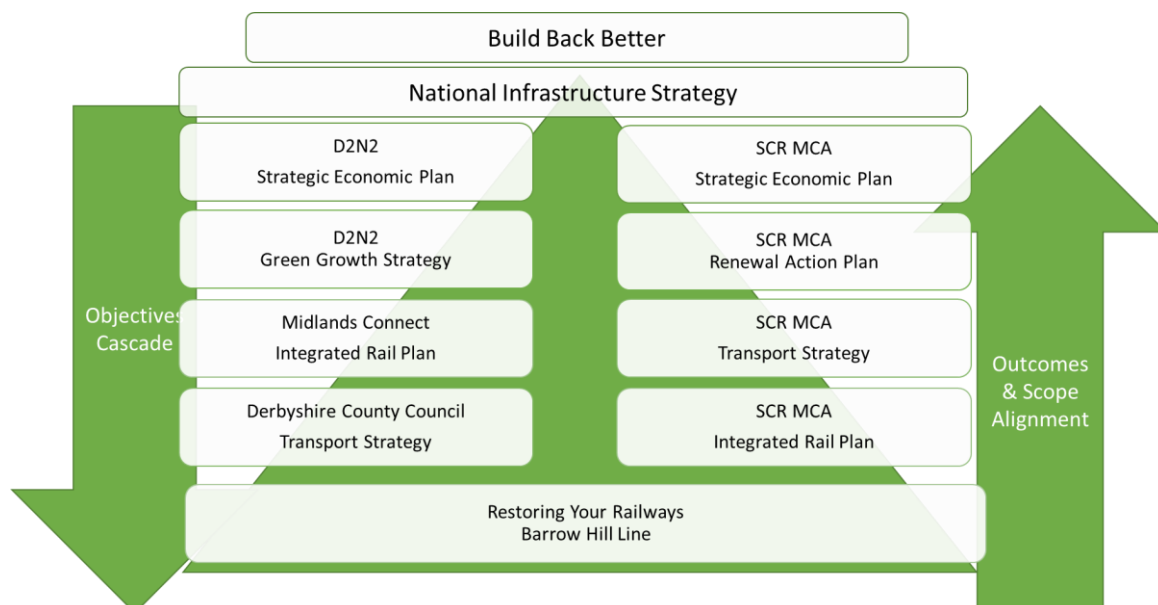 Build Back Better
National Infrastructure Strategy
D2N2
Strategic Economic Plan
SCR MCA
Strategic Economic Plan
D2N2
Green Growth Strategy
SCR MCA
Renewal Action Plan
Objectives
Cascade
Midlands Connect
Integrated Rail Plan
SCR MCA
Transport Strategy
Outcomes
& Scope
Alignment
Derbyshire County Council
Transport Strategy
SCR MCA
Integrated Rail Plan
Restoring Your Railways
Barrow Hill Line